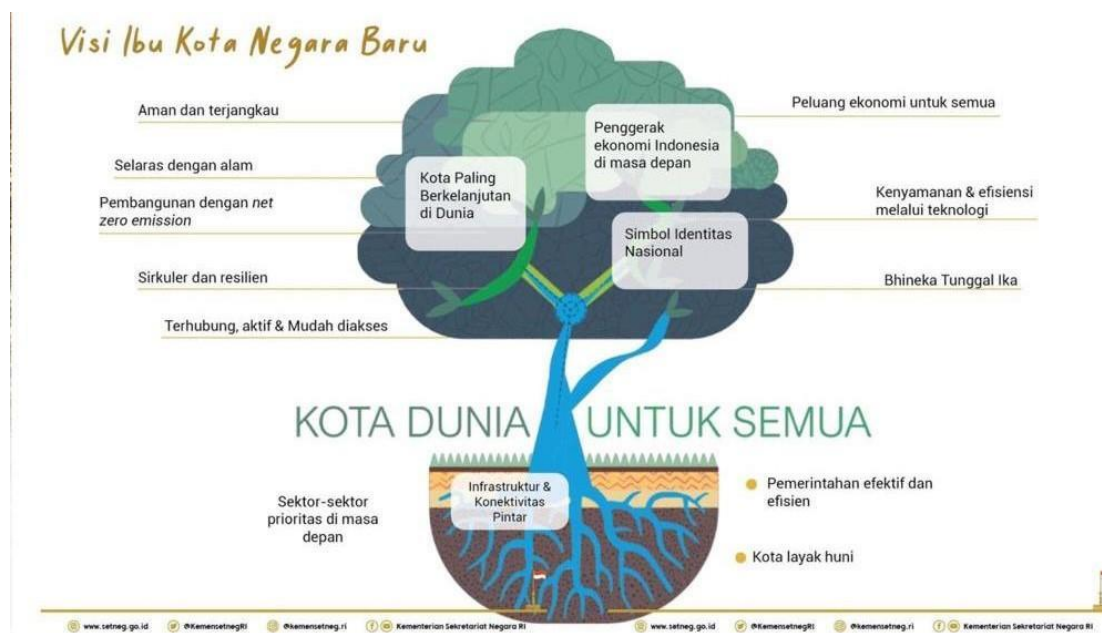 Visi Ibu Kota Negara Baru
Aman dan terjangkau
Selaras dengan alam
Pembangunan dengan net
zero emission
Sirkuler dan resilien
Terhubung, aktif & Mudah diakses
Kota Paling
Berkelanjutan
di Dunia
Penggerak
ekonomi Indonesia
di masa depan
Simbol Identitas
Nasional
Peluang ekonomi untuk semua
Kenyamanan & efisiensi
melalui teknologi
Bhineka Tunggal Ika
KOTA DUNIA UNTUK SEMUA
Sektor-sektor
prioritas di masa
depan
Infrastruktur &
Konektivitas
Pintar
Pemerintahan efektif dan
efisien
Kota layak huni
www.setneg.go.id @KemensetnegRI @kemensetneg.ri Kementerian Sekretariat Negara RI www.setneg.go.id @KemensetnegRI @kemensetneg.ri Kementerian Sekretariat Negara RI